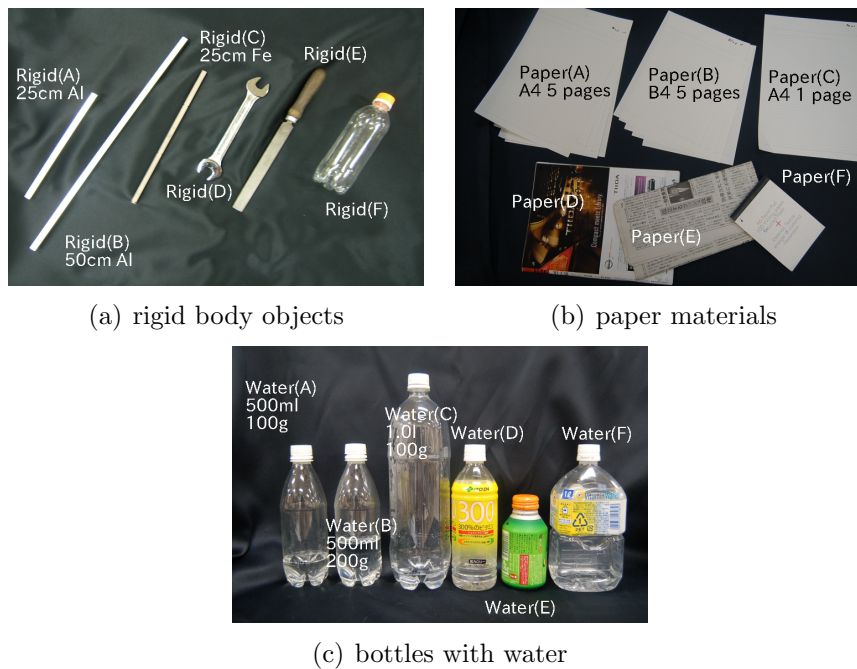 Rigid(A)
25cm Al
Rigid(C)
25cm Fe
Rigid(E)
Rigid(D)
Rigid(F)
Rigid(B)
50cm Al
(a) rigid body objects
Paper(A)
A4 5 pages
Paper(B)
B4 5 pages
Paper(C)
A4 1 page
Paper(F)
Paper(D)
Paper(E)
(b) paper materials
Water(A)
500ml
100g
Water(C)
1.0l
100g
Water(D)
Water(F)
Water(B)
500ml
200g
300
Water(E)
(c) bottles with water